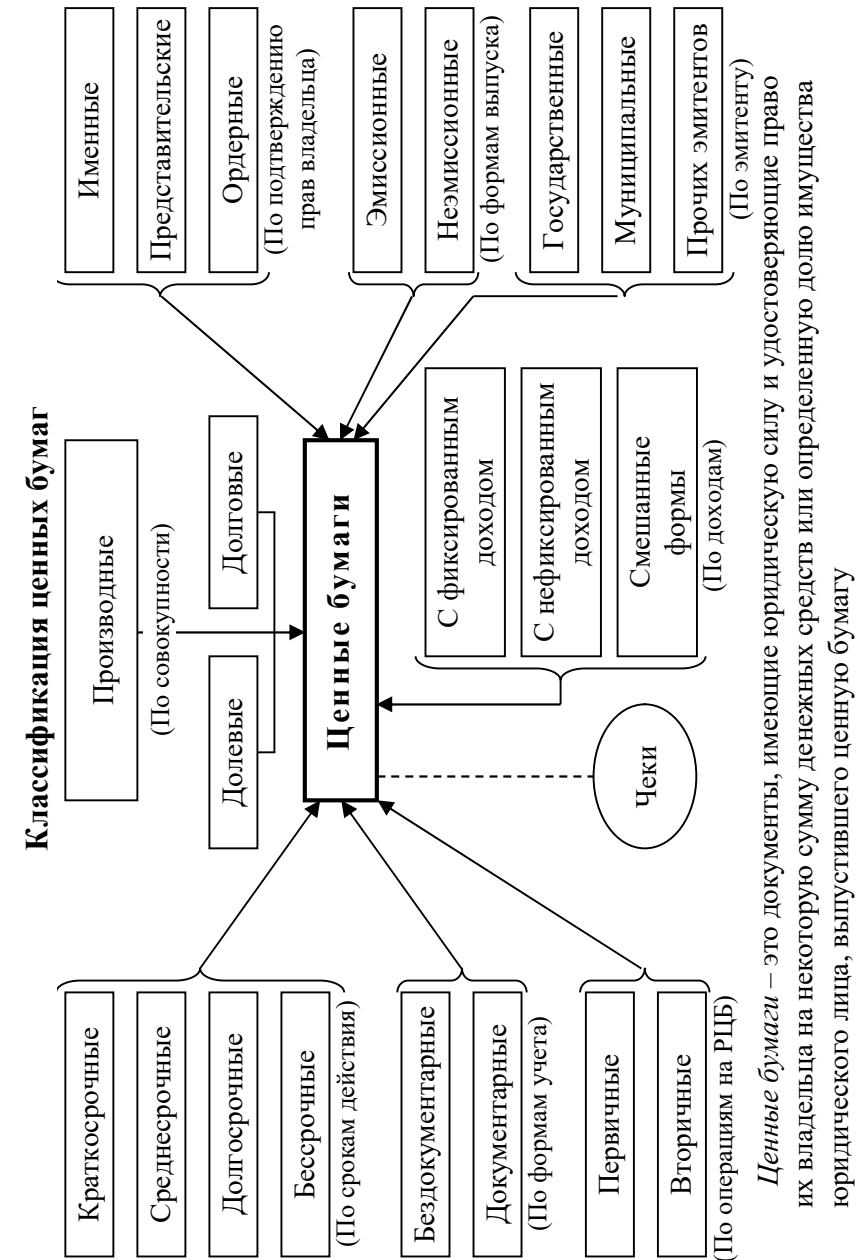 Классификация ценных бумаг
Краткосрочные
Среднесрочные
Долгосрочные
Бессрочные
(По срокам действия)
Бездокументарные
Документарные
(По формам учета)
Первичные
Вторичные
(По операциям на РЦБ)
Производные
(По совокупности)
Долевые
Долговые
Ценные бумаги
С фиксированным
доходом
С нефиксированным
доходом
Смешанные
формы
(По доходам)
Чеки
Именные
Представительские
Ордерные
(По подтверждению
прав владельца)
Эмиссионные
Неэмиссионные
(По формам выпуска)
Государственные
Муниципальные
Прочих эмитентов
(По эмитенту)
Ценные бумаги – это документы, имеющие юридическую силу и удостоверяющие право
их владельца на некоторую сумму денежных средств или определенную долю имущества
юридического лица, выпустившего ценную бумагу